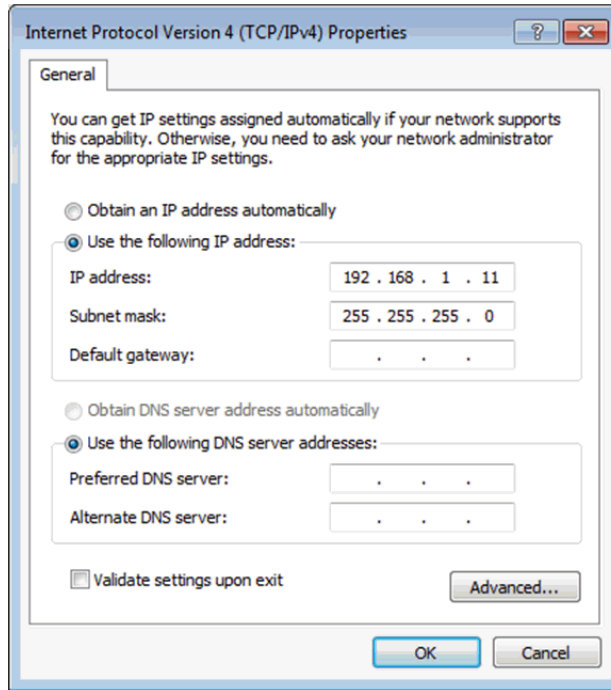 Internet Protocol Version 4 (TCP/IPv4) Properties
General
You can get IP settings assigned automatically if your network supports
this capability. Otherwise, you need to ask your network administrator
for the appropriate IP settings.
Obtain an IP address automatically
Use the following IP address:
IP address: 192 . 168 . 1 . 11
Subnet mask: 255 . 255 . 255 . 0
Default gateway: . . .
Obtain DNS server address automatically
Use the following DNS server addresses:
Preferred DNS server: . . .
Alternate DNS server: . . .
Validate settings upon exit
Advanced...
OK Cancel